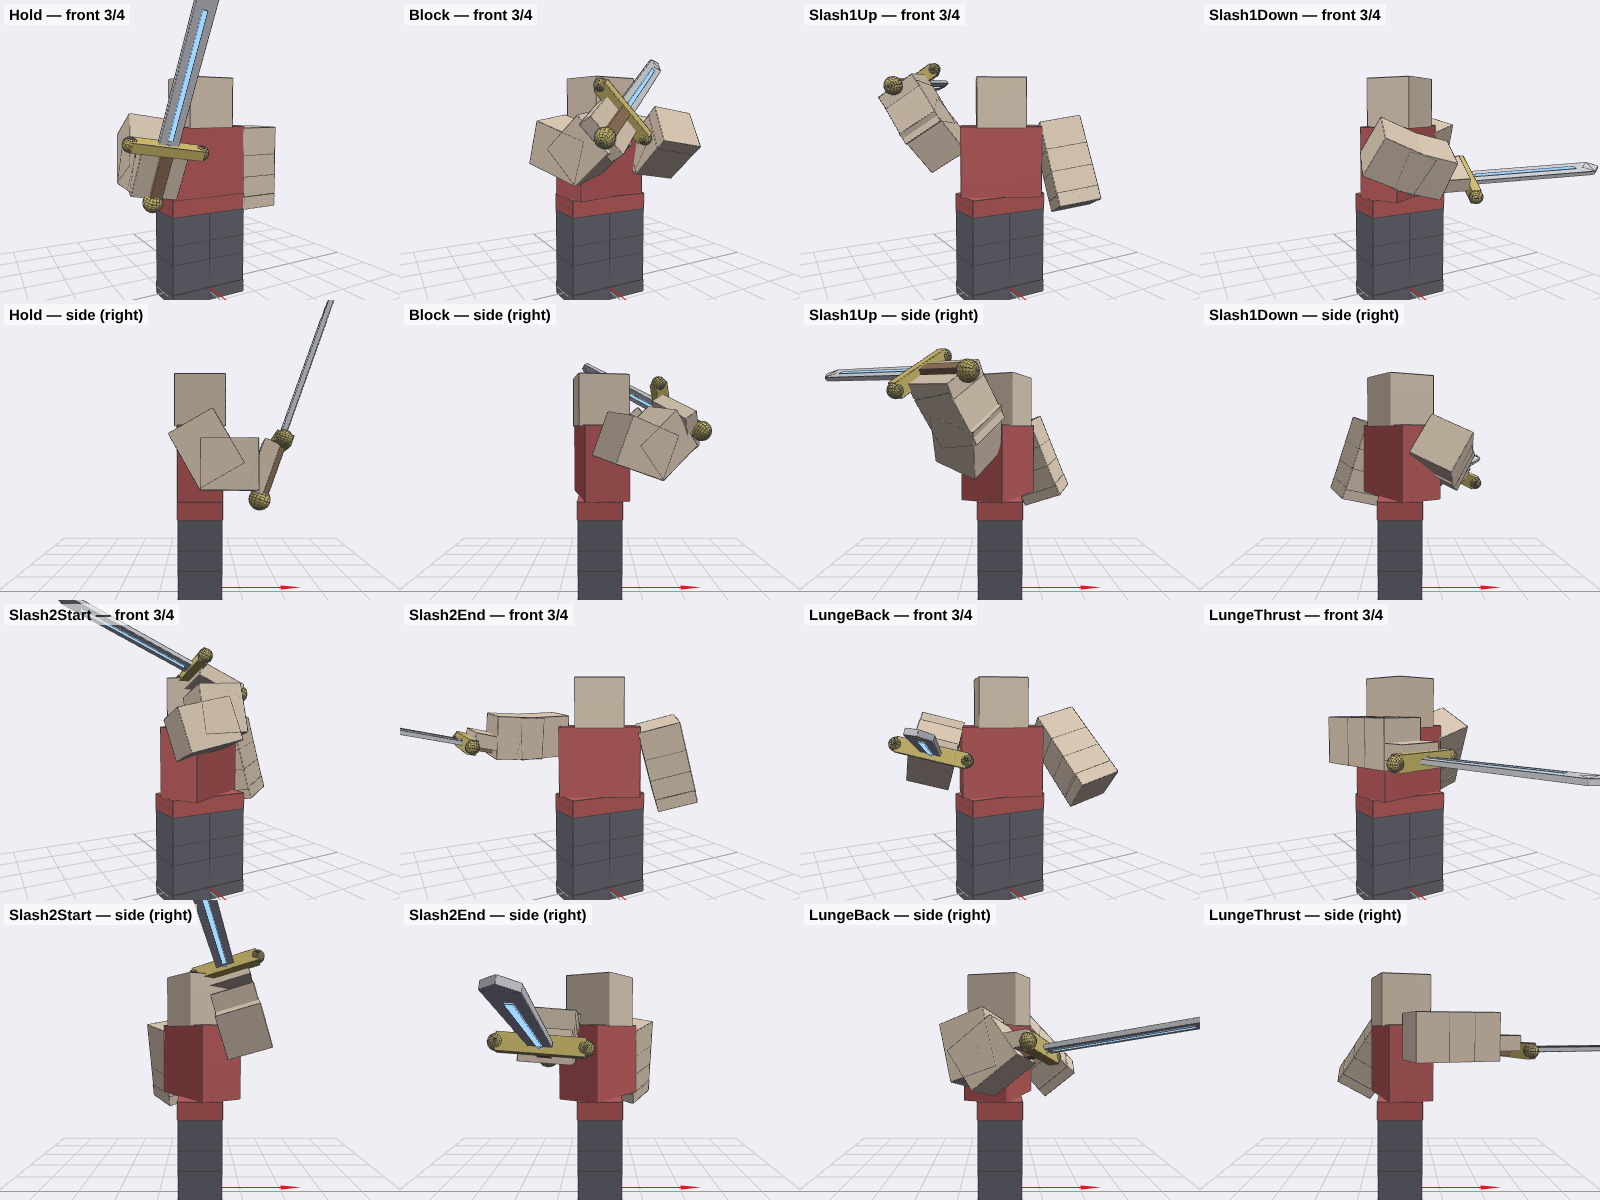 Hold — front 3/4
Block — front 3/4
Slash1Up — front 3/4
Slash1Down — front 3/4
Hold — side (right)
Block — side (right)
Slash1Up — side (right)
Slash1Down — side (right)
Slash2Start — front 3/4
Slash2End — front 3/4
LungeBack — front 3/4
LungeThrust — front 3/4
Slash2Start — side (right)
Slash2End — side (right)
LungeBack — side (right)
LungeThrust — side (right)